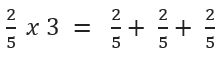 2/5 x 3 = 2/5 + 2/5 + 2/5